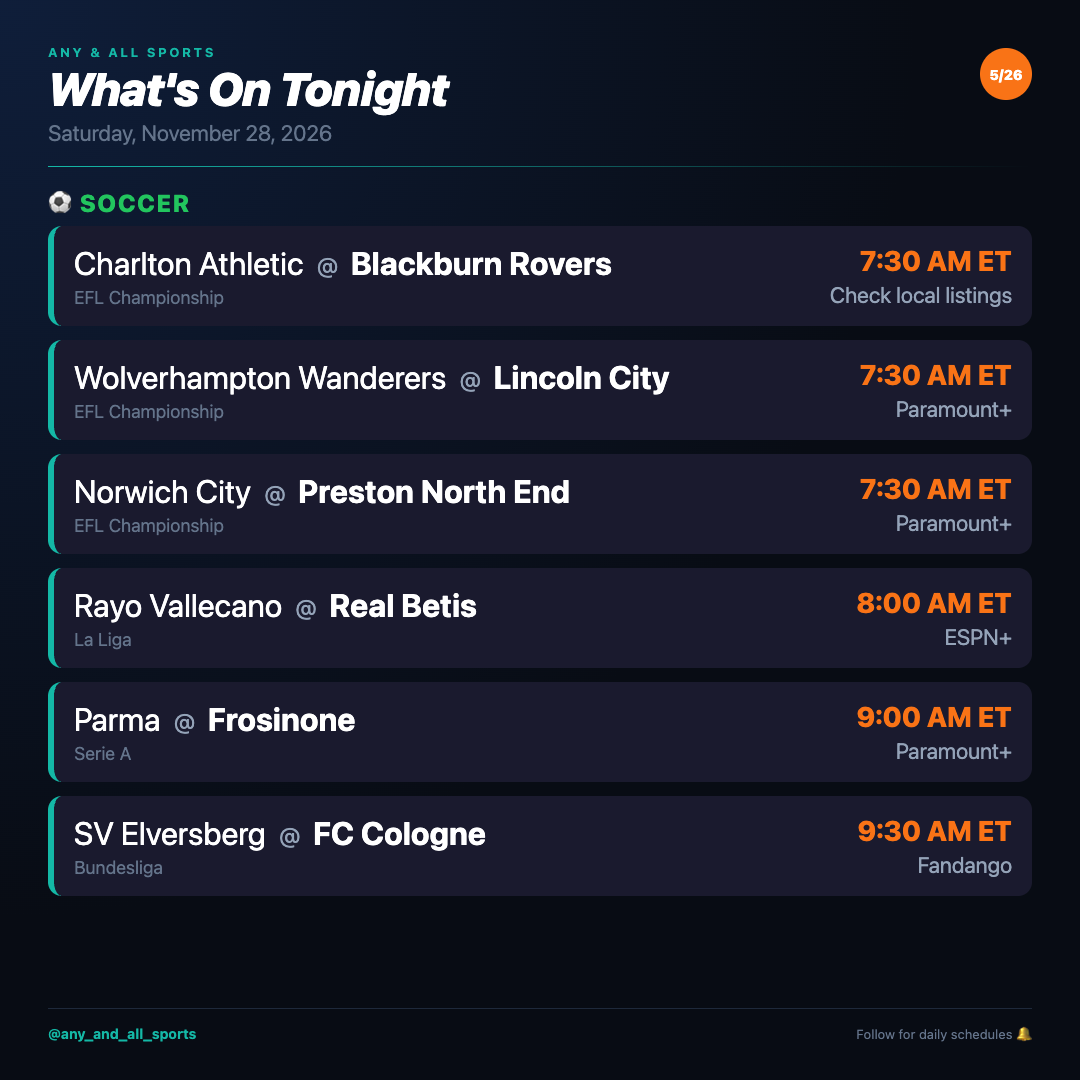 ANY & ALL SPORTS
What's On Tonight
5/26
Saturday, November 28, 2026
⚽ SOCCER
Charlton Athletic @ Blackburn Rovers
7:30 AM ET
EFL Championship
Check local listings
Wolverhampton Wanderers @ Lincoln City
7:30 AM ET
EFL Championship
Paramount+
Norwich City @ Preston North End
7:30 AM ET
EFL Championship
Paramount+
Rayo Vallecano @ Real Betis
8:00 AM ET
La Liga
ESPN+
Parma @ Frosinone
9:00 AM ET
Serie A
Paramount+
SV Elversberg @ FC Cologne
9:30 AM ET
Bundesliga
Fandango
@any_and_all_sports
Follow for daily schedules 🔔